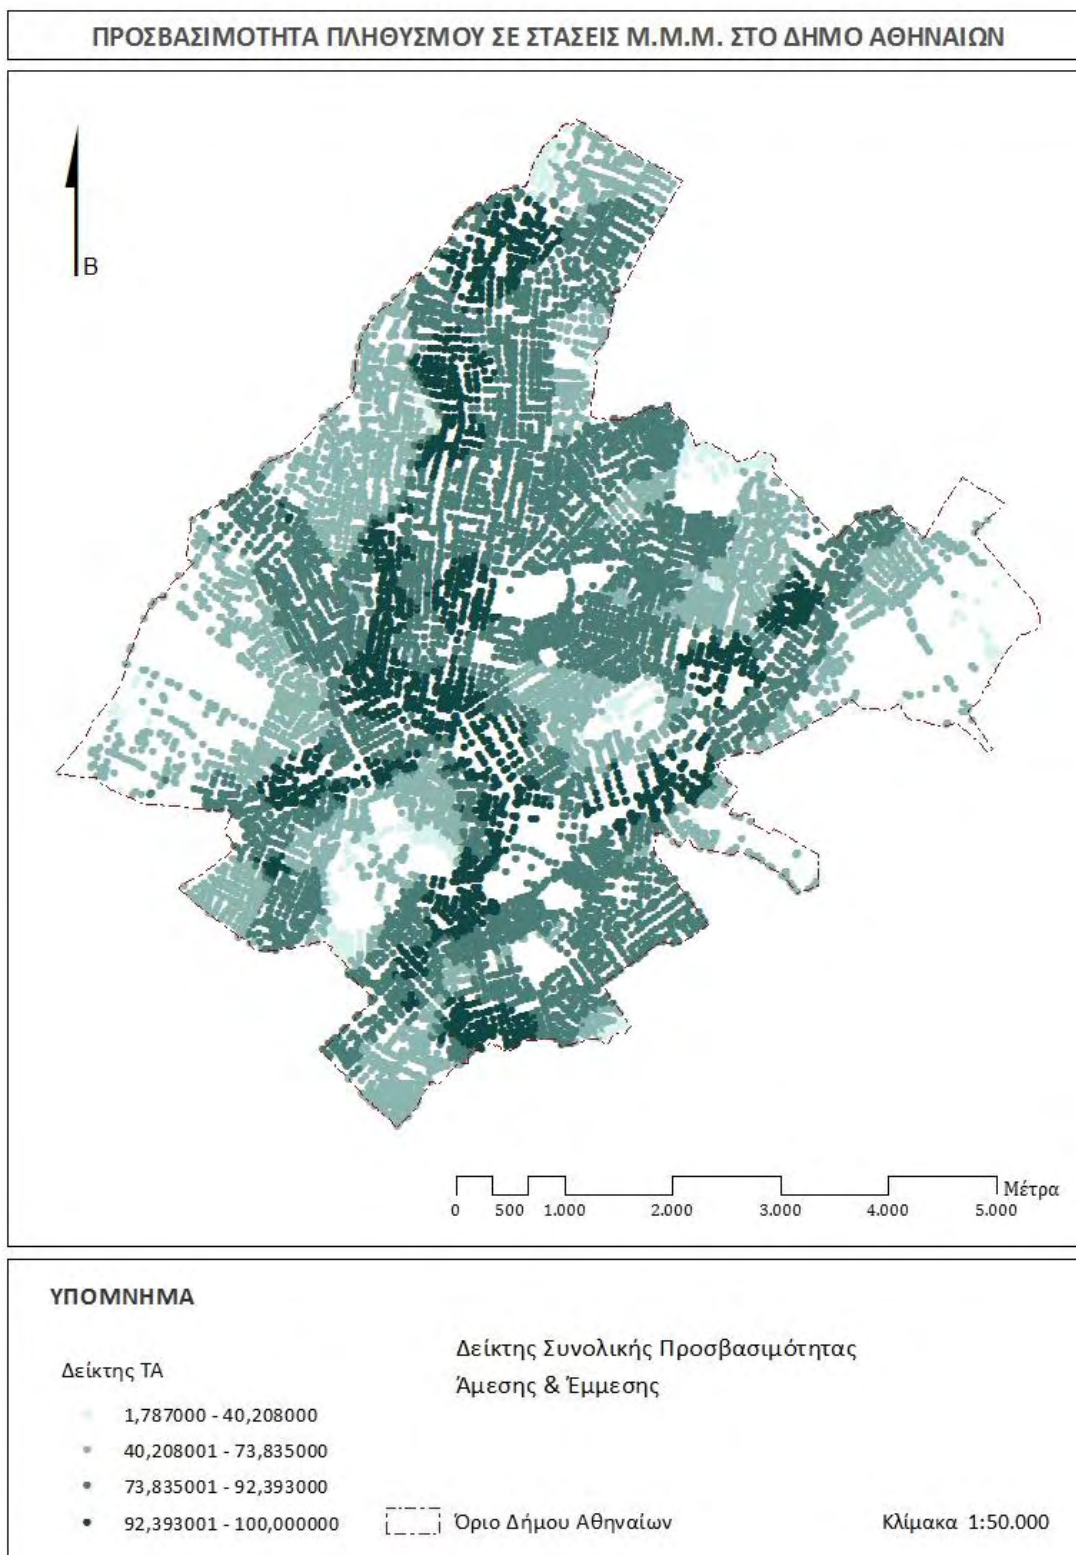 ΠΡΟΣΒΑΣΙΜΟΤΗΤΑ ΠΛΗΘΥΣΜΟΥ ΣΕ ΣΤΑΣΕΙΣ Μ.Μ.Μ. ΣΤΟ ΔΗΜΟ ΑΘΗΝΑΙΩΝ
Β
Μέτρα
0 500 1.000 2.000 3.000 4.000 5.000
ΥΠΟΜΝΗΜΑ
Δείκτης Συνολικής Προσβασιμότητας
Άμεσης & Έμμεσης
Δείκτης ΤΑ
1,787000 - 40,208000
40,208001 - 73,835000
73,835001 - 92,393000
92,393001 - 100,000000
Όριο Δήμου Αθηναίων
Κλίμακα 1:50.000